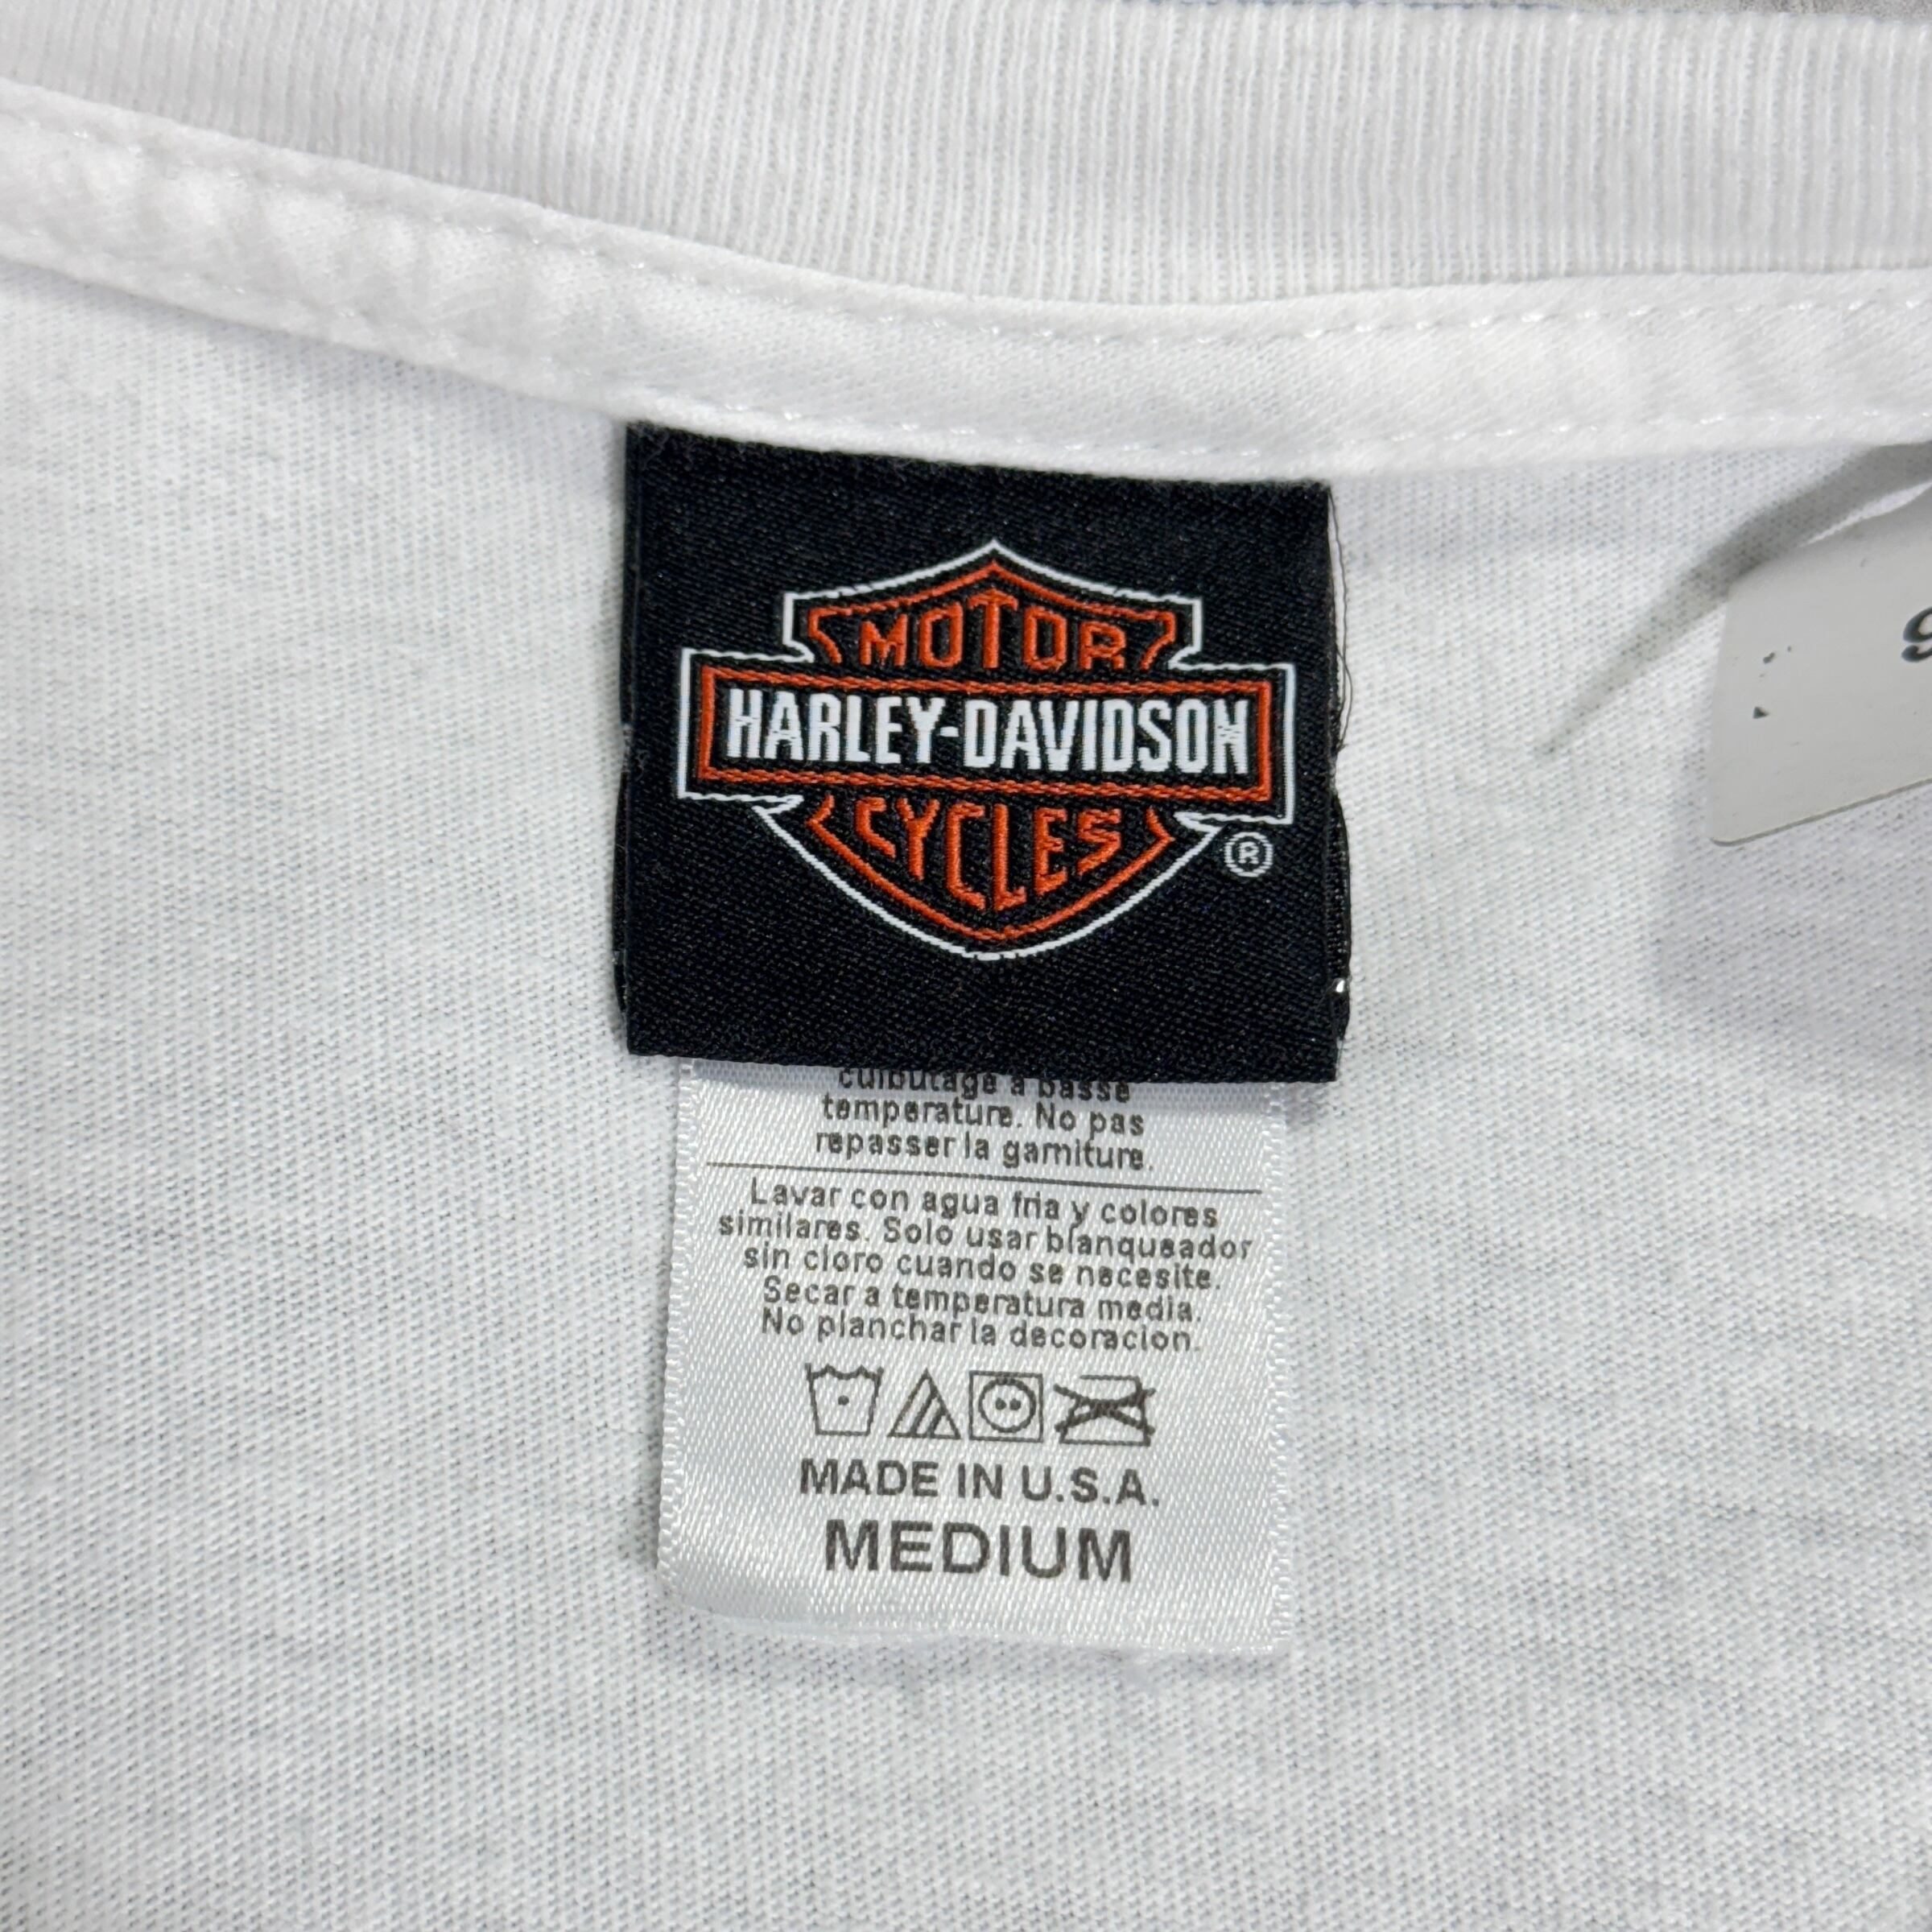 MOTOR
HARLEY-DAVIDSON
CYCLES
®
culbutage a basse
temperature. No pas
repasser la garniture.
Lavar con agua fria y colores
similares. Solo usar blanqueador
sin cloro cuando se necesite.
Secar a temperatura media.
No planchar la decoracion.
MADE IN U.S.A.
MEDIUM